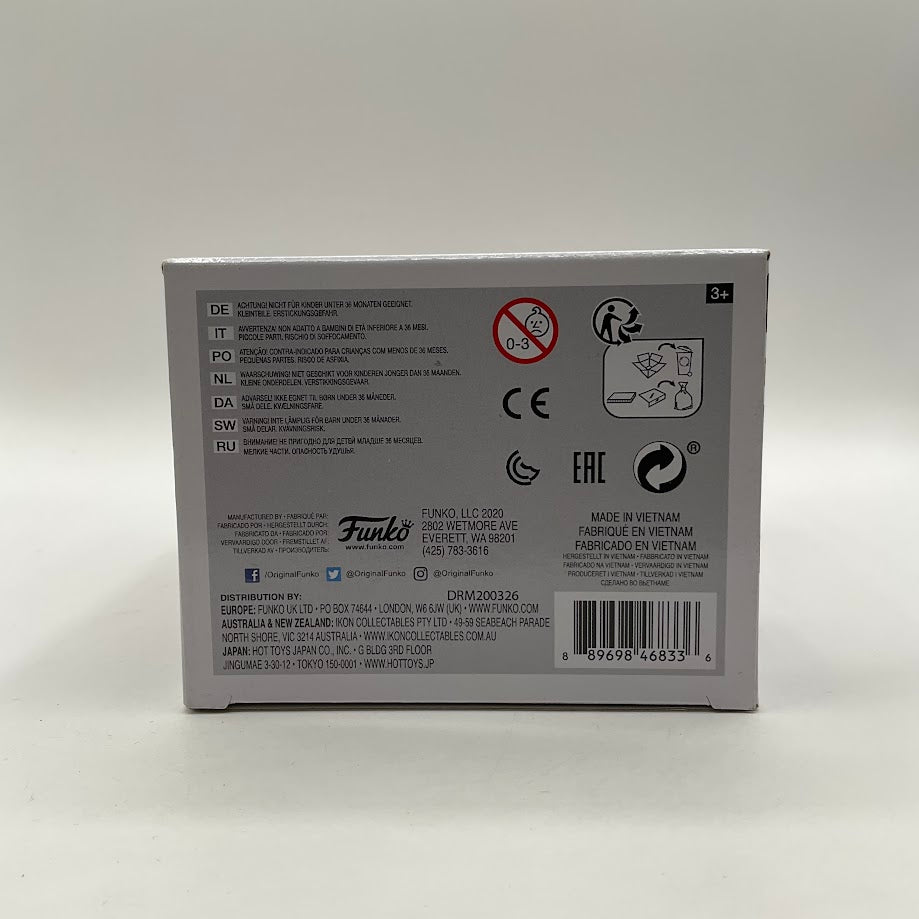 3+
DE ACHTUNG! NICHT FÜR KINDER UNTER 36 MONATEN GEEIGNET.
KLEINTEILE. ERSTICKUNGSGEFAHR.
IT AVVERTENZA! NON ADATTO A BAMBINI DI ETÀ INFERIORE A 36 MESI.
PICCOLE PARTI. RISCHIO DI SOFFOCAMENTO.
PO ATENÇÃO! CONTRA-INDICADO PARA CRIANÇAS COM MENOS DE 36 MESES.
PEQUENAS PARTES. RISCO DE ASFIXIA.
NL WAARSCHUWING! NIET GESCHIKT VOOR KINDEREN JONGER DAN 36 MAANDEN.
KLEINE ONDERDELEN. VERSTIKKINGSGEVAAR.
DA ADVARSEL! IKKE EGNET TIL BØRN UNDER 36 MÅNEDER.
SMÅ DELE. KVÆLNINGSFARE.
SW VARNING! INTE LÄMPLIG FÖR BARN UNDER 36 MÅNADER.
SMÅ DELAR. KVÄVNINGSRISK.
RU ВНИМАНИЕ! НЕ ПРИГОДНО ДЛЯ ДЕТЕЙ МЛАДШЕ 36 МЕСЯЦЕВ.
МЕЛКИЕ ЧАСТИ. ОПАСНОСТЬ УДУШЬЯ.
0-3
CE
EAC
®
MANUFACTURED BY • FABRIQUÉ PAR:
FABRICADO POR • HERGESTELLT DURCH:
FABBRICATO DA • FABRICADO POR:
VERVAARDIGD DOOR • FREMSTILLET AF:
TILLVERKAD AV • ПРОИЗВОДИТЕЛЬ:
Funko
www.funko.com
FUNKO, LLC 2020
2802 WETMORE AVE
EVERETT, WA 98201
(425) 783-3616
MADE IN VIETNAM
FABRIQUÉ EN VIETNAM
FABRICADO EN VIETNAM
HERGESTELLT IN VIETNAM • FABBRICATO IN VIETNAM
FABRICADO NA VIETNAM • VERVAARDIGD IN VIETNAM
PRODUCERET I VIETNAM • TILLVERKAD I VIETNAM
СДЕЛАНО ВО ВЬЕТНАМЕ
f /OriginalFunko @OriginalFunko @OriginalFunko
DISTRIBUTION BY: DRM200326
EUROPE: FUNKO UK LTD • PO BOX 74644 • LONDON, W6 6JW (UK) • WWW.FUNKO.COM
AUSTRALIA & NEW ZEALAND: IKON COLLECTABLES PTY LTD • 49-59 SEABEACH PARADE
NORTH SHORE, VIC 3214 AUSTRALIA • WWW.IKONCOLLECTABLES.COM.AU
JAPAN: HOT TOYS JAPAN CO., INC. • G BLDG 3RD FLOOR
JINGUMAE 3-30-12 • TOKYO 150-0001 • WWW.HOTTOYS.JP
8 89698 46833 6